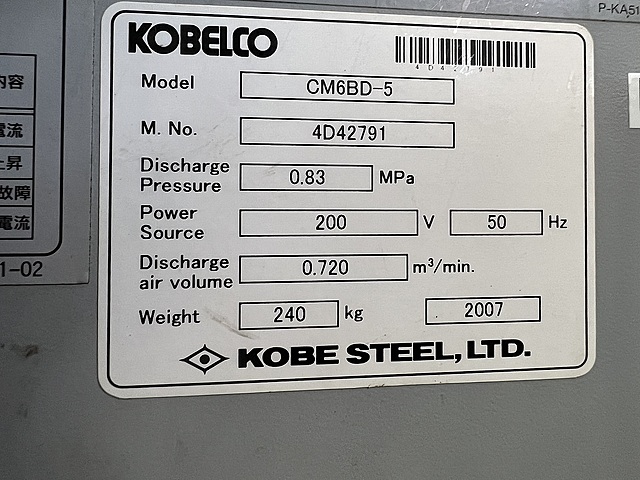 P-KA51
KOBELCO
4D42791
Model CM6BD-5
M. No. 4D42791
Discharge Pressure 0.83 MPa
Power Source 200 V 50 Hz
Discharge air volume 0.720 m³/min.
Weight 240 kg 2007
KOBE STEEL, LTD.
内容
電流
上昇
故障
電流
1-02